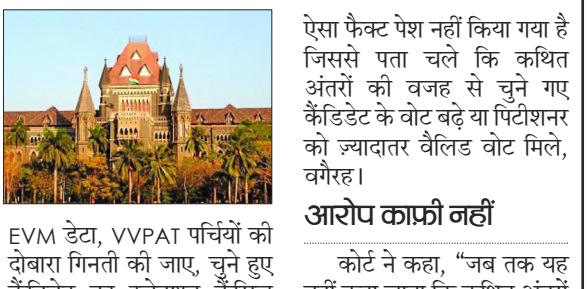 EVM डेटा, VVPAT पर्चियों की
दोबारा गिनती की जाए, चुने हुए
ऐसा फैक्ट पेश नहीं किया गया है
जिससे पता चले कि कथित
अंतरों की वजह से चुने गए
कैंडिडेट के वोट बढ़े या पिटीशनर
को ज़्यादातर वैलिड वोट मिले,
वगैरह।
आरोप काफ़ी नहीं
कोर्ट ने कहा, “जब तक यह